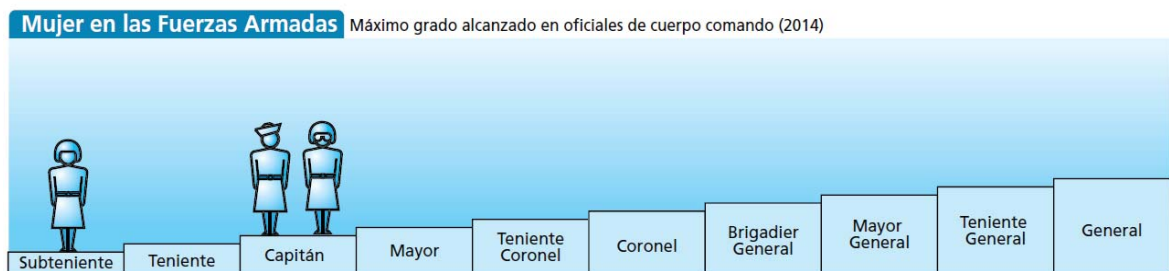 Mujer en las Fuerzas Armadas Máximo grado alcanzado en oficiales de cuerpo comando (2014)
Subteniente
Teniente
Capitán
Mayor
Teniente
Coronel
Coronel
Brigadier
General
Mayor
General
Teniente
General
General